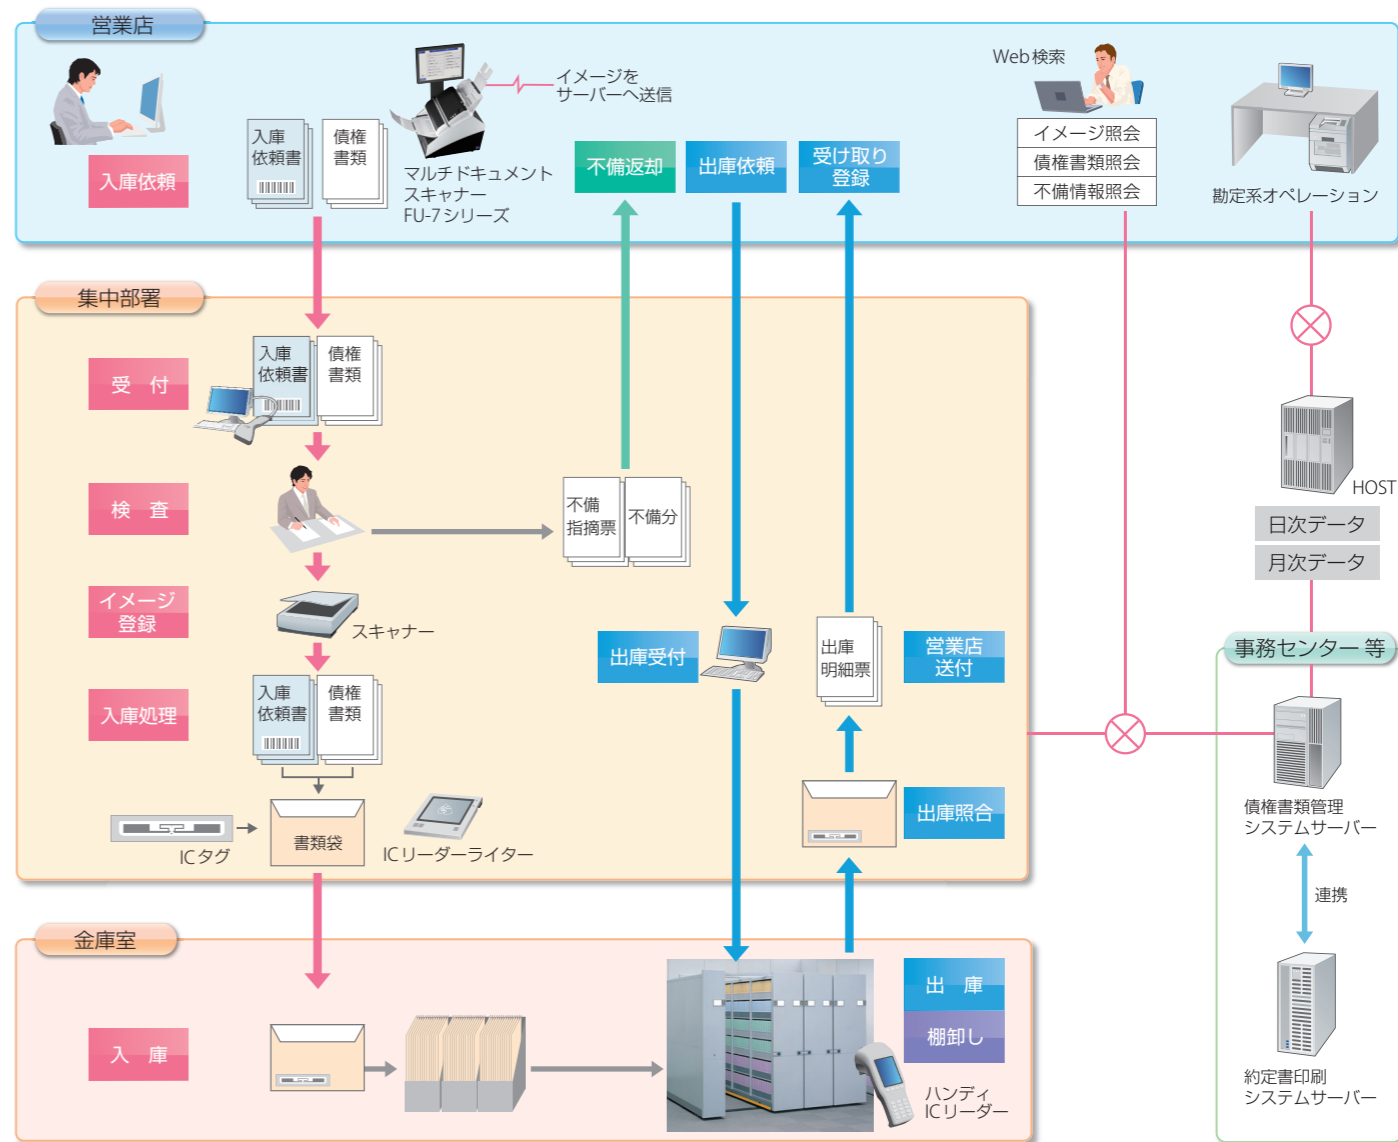 営業店
入庫依頼
入庫
依頼書
債権
書類
マルチドキュメント
スキャナー
FU-7シリーズ
イメージを
サーバーへ送信
不備返却
出庫依頼
受け取り
登録
Web検索
イメージ照会
債権書類照会
不備情報照会
勘定系オペレーション
集中部署
受 付
入庫
依頼書
債権
書類
検 査
不備
指摘票
不備分
イメージ
登録
スキャナー
出庫受付
出庫
明細票
営業店
送付
入庫処理
入庫
依頼書
債権
書類
ICタグ
書類袋
ICリーダーライター
出庫照合
HOST
日次データ
月次データ
事務センター 等
債権書類管理
システムサーバー
連携
約定書印刷
システムサーバー
金庫室
入 庫
出 庫
棚卸し
ハンディ
ICリーダー